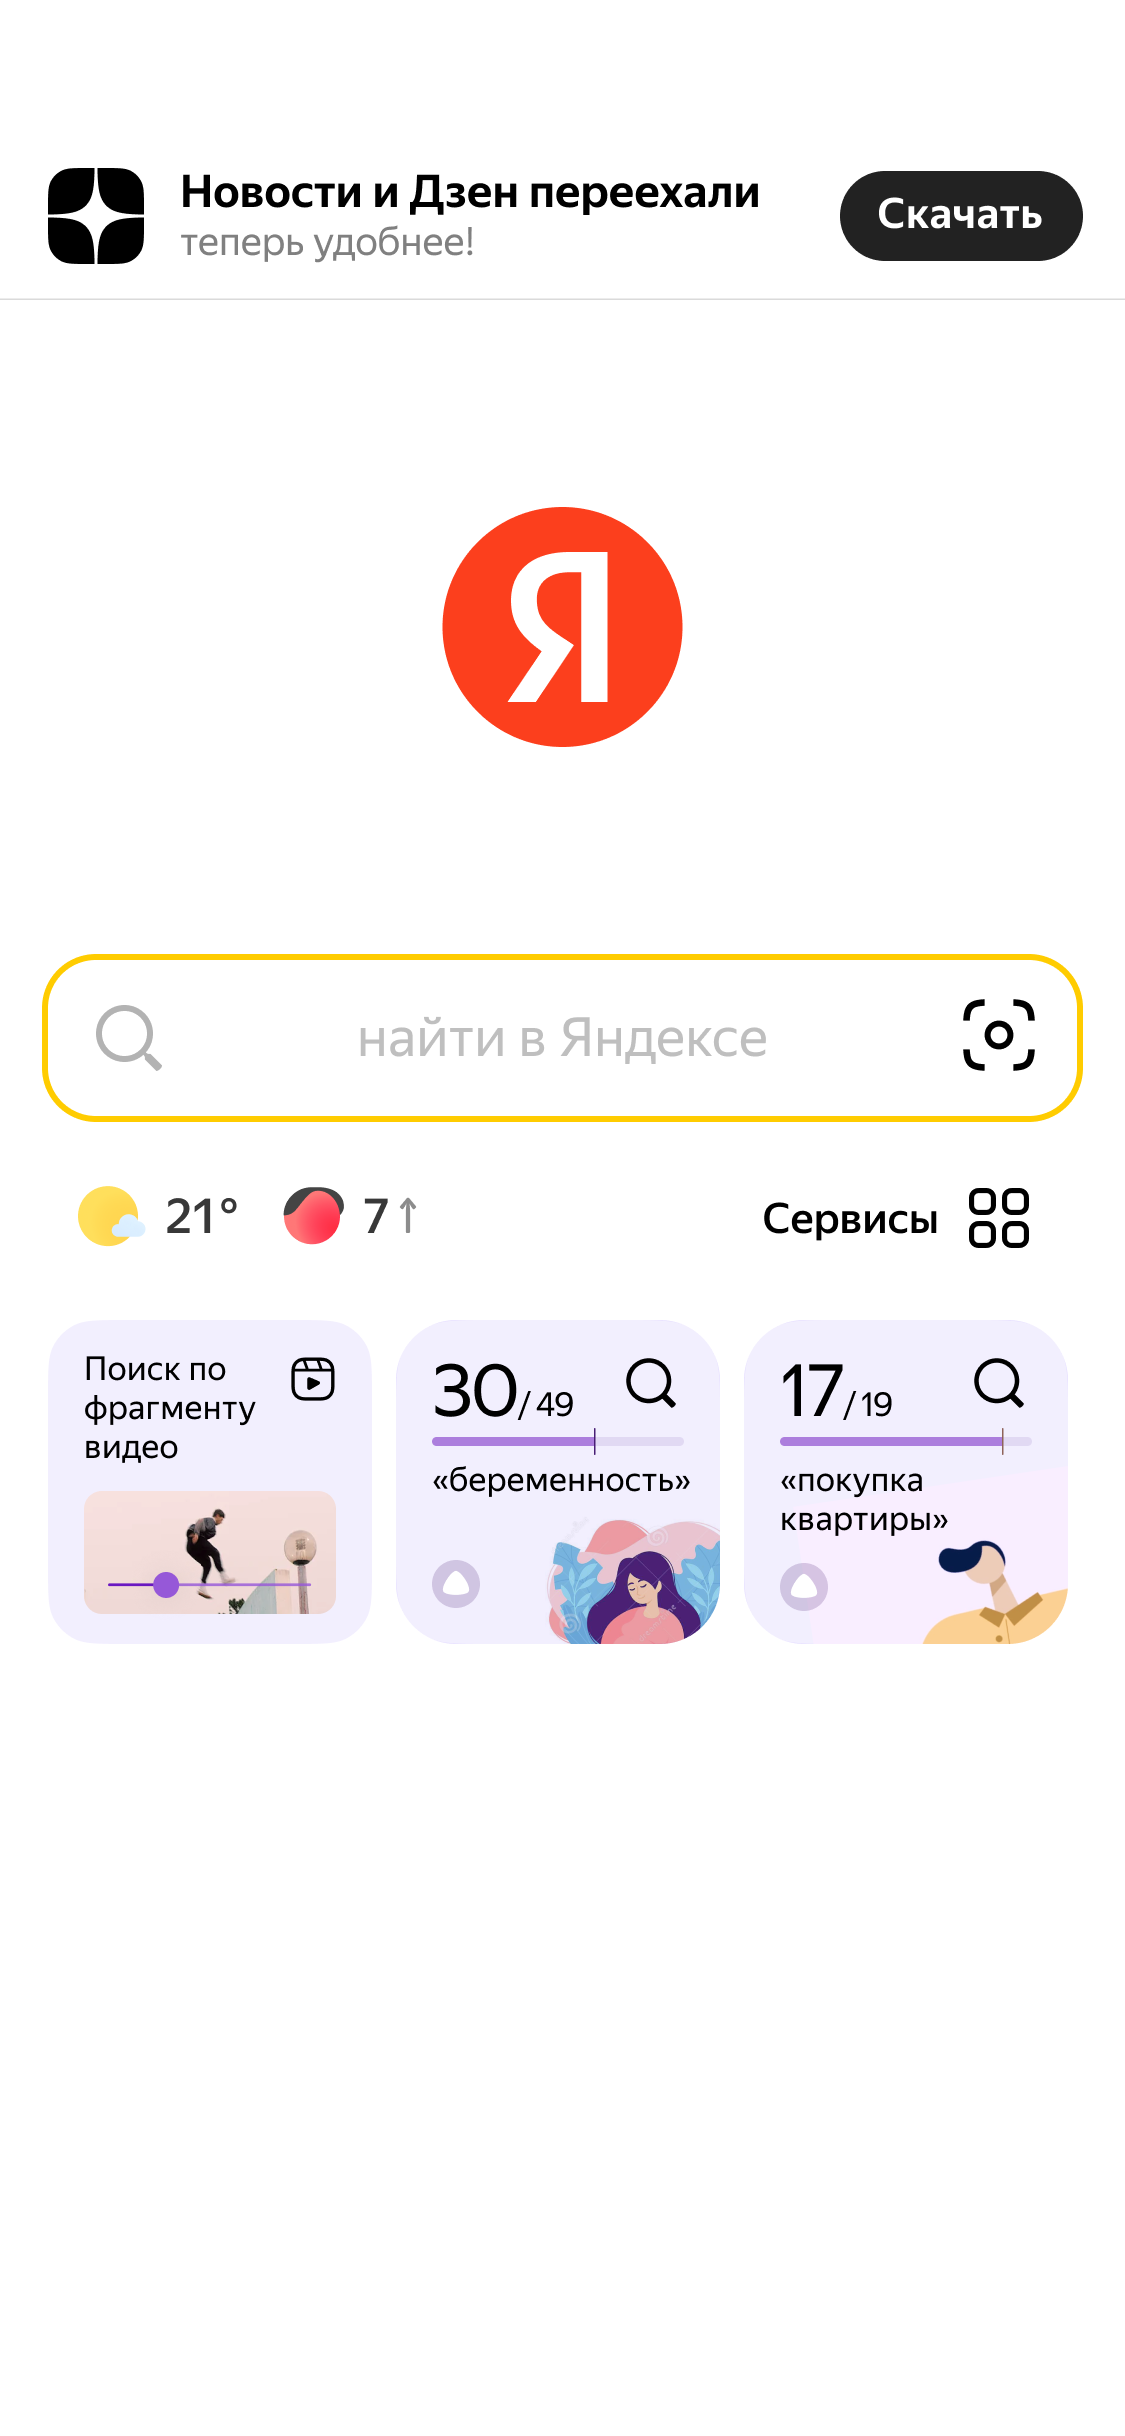 Новости и Дзен переехали
теперь удобнее!
Скачать
Я
найти в Яндексе
21°
7↑
Сервисы
Поиск по
фрагменту
видео
30/49
«беременность»
17/19
«покупка
квартиры»